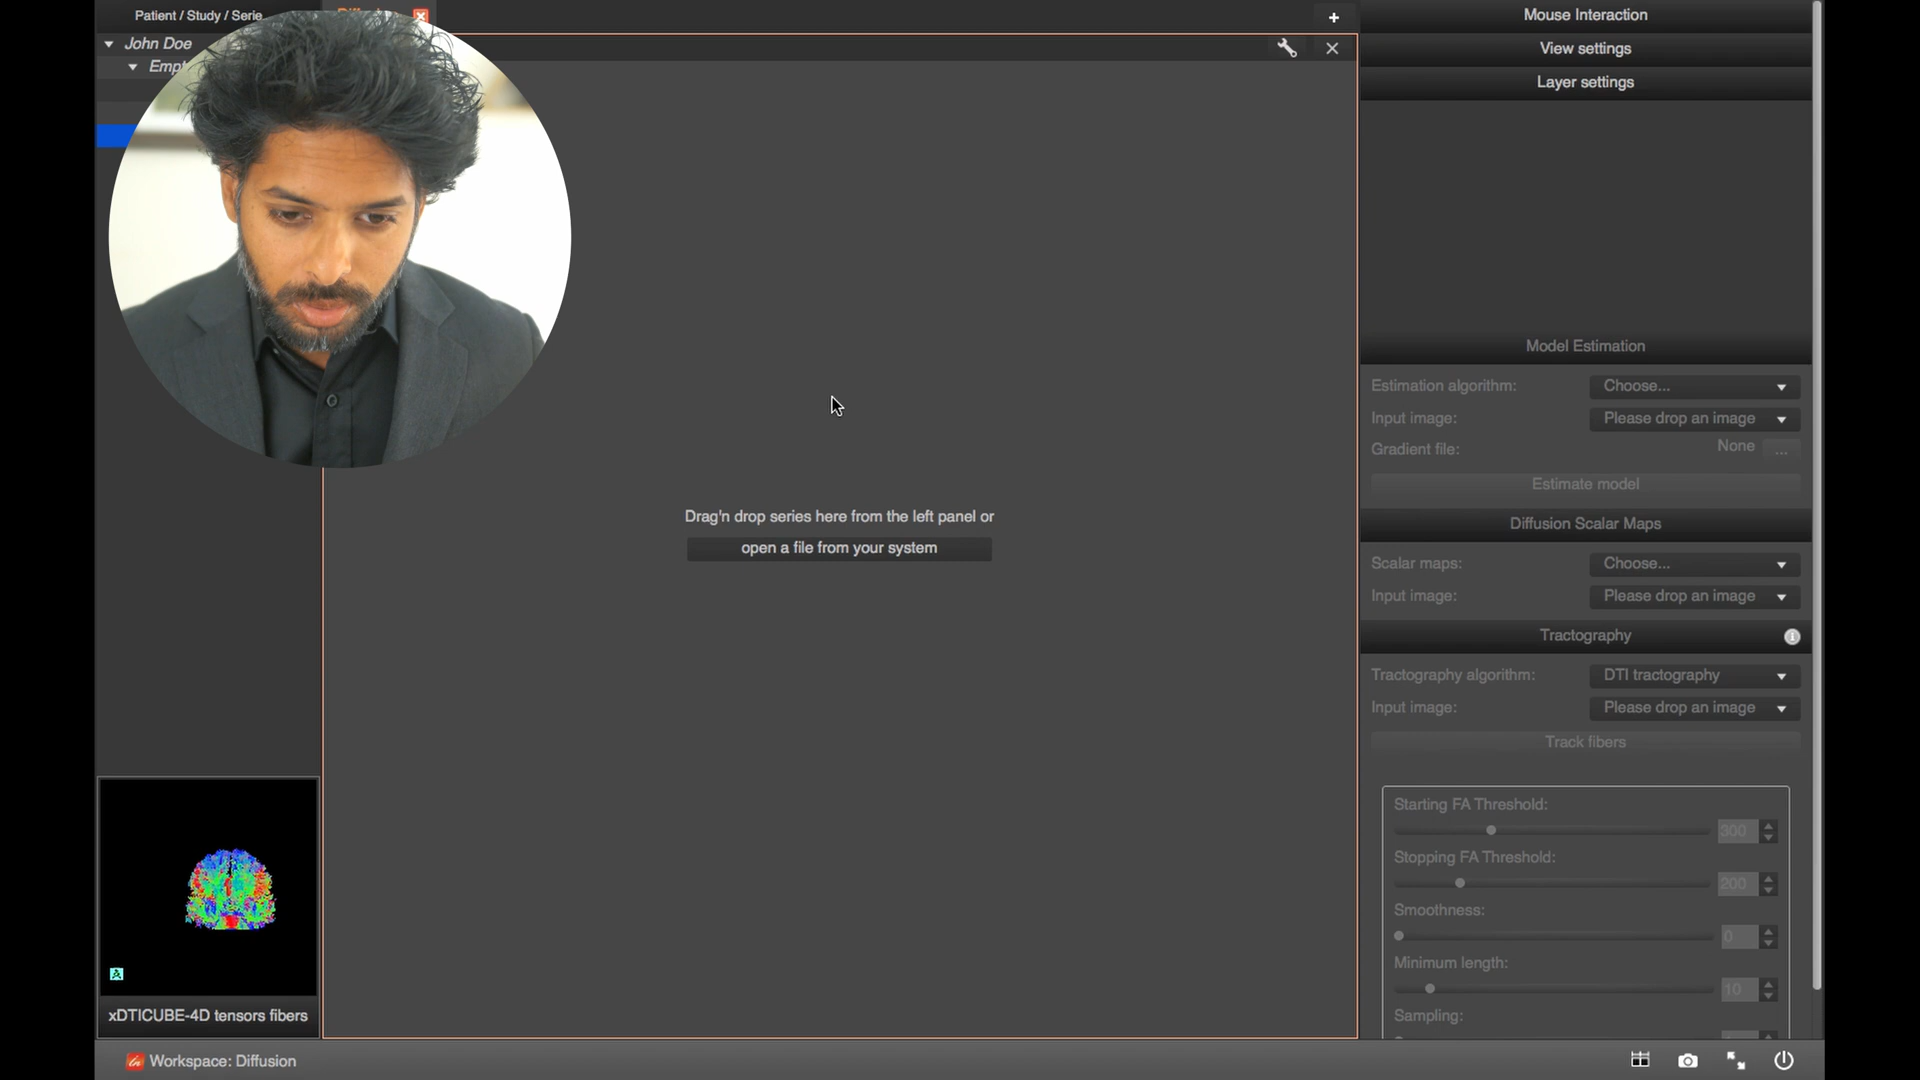 Patient / Study / Serie
John Doe
Mouse Interaction
View settings
Layer settings
Model Estimation
Estimation algorithm: Choose...
Input image: Please drop an image
Gradient file: None ...
Estimate model
Diffusion Scalar Maps
Scalar maps: Choose...
Input image: Please drop an image
Tractography
Tractography algorithm: DTI tractography
Input image: Please drop an image
Track fibers
Starting FA Threshold:
300
Stopping FA Threshold:
200
Smoothness:
0
Minimum length:
10
Sampling:
Drag'n drop series here from the left panel or
open a file from your system
xDTICUBE-4D tensors fibers
Workspace: Diffusion